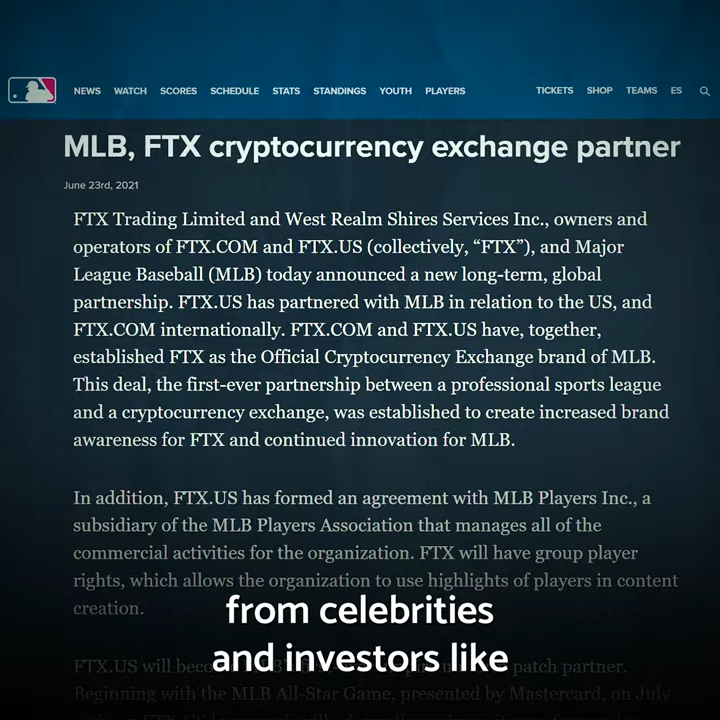 NEWS WATCH SCORES SCHEDULE STATS STANDINGS YOUTH PLAYERS TICKETS SHOP TEAMS ES
MLB, FTX cryptocurrency exchange partner
June 23rd, 2021
FTX Trading Limited and West Realm Shires Services Inc., owners and
operators of FTX.COM and FTX.US (collectively, “FTX”), and Major
League Baseball (MLB) today announced a new long-term, global
partnership. FTX.US has partnered with MLB in relation to the US, and
FTX.COM internationally. FTX.COM and FTX.US have, together,
established FTX as the Official Cryptocurrency Exchange brand of MLB.
This deal, the first-ever partnership between a professional sports league
and a cryptocurrency exchange, was established to create increased brand
awareness for FTX and continued innovation for MLB.
In addition, FTX.US has formed an agreement with MLB Players Inc., a
subsidiary of the MLB Players Association that manages all of the
commercial activities for the organization. FTX will have group player
rights, which allows the organization to use highlights of players in content
creation.
from celebrities
and investors like
FTX.US will patch partner.
Beginning with the MLB All-Star Game, presented by Mastercard, on July